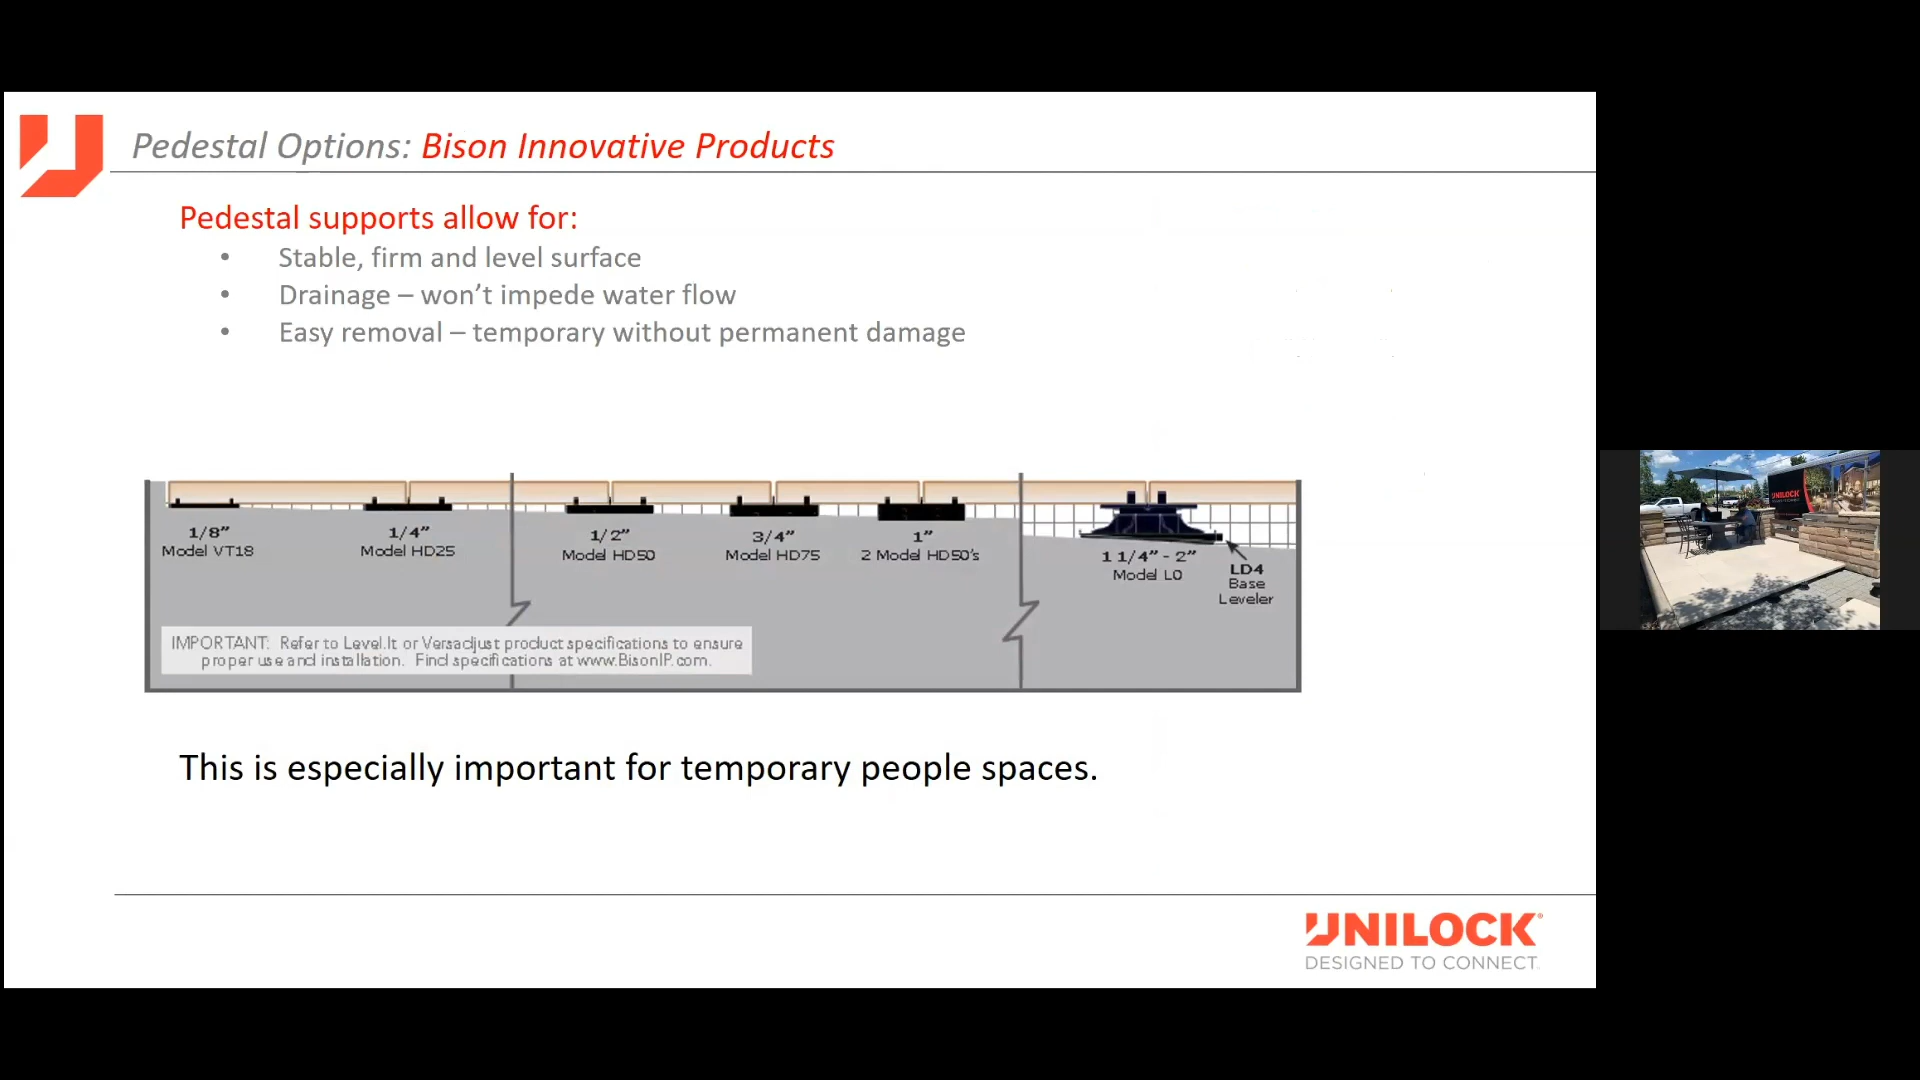 Pedestal Options: Bison Innovative Products
Pedestal supports allow for:
• Stable, firm and level surface
• Drainage – won’t impede water flow
• Easy removal – temporary without permanent damage
1/8”
Model VT18
1/4”
Model HD25
1/2”
Model HD50
3/4”
Model HD75
1”
2 Model HD50's
1 1/4” - 2”
Model L0
LD4
Base
Leveler
IMPORTANT: Refer to Level.It or Versadjust product specifications to ensure
proper use and installation. Find specifications at www.BisonIP.com.
This is especially important for temporary people spaces.
UNILOCK®
DESIGNED TO CONNECT.
UNILOCK